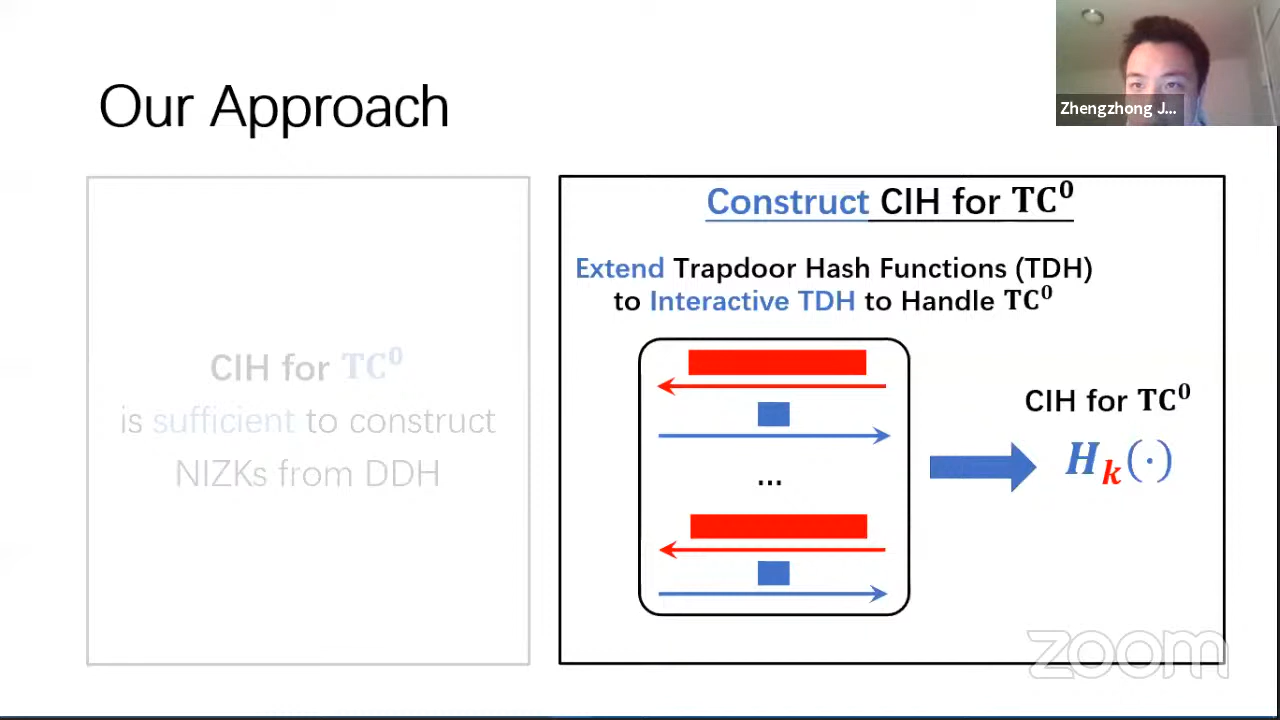 Our Approach
Zhengzhong J...
CIH for TC⁰
is sufficient to construct
NIZKs from DDH
Construct CIH for TC⁰
Extend Trapdoor Hash Functions (TDH)
to Interactive TDH to Handle TC⁰
...
CIH for TC⁰
Hₖ(·)
zoom